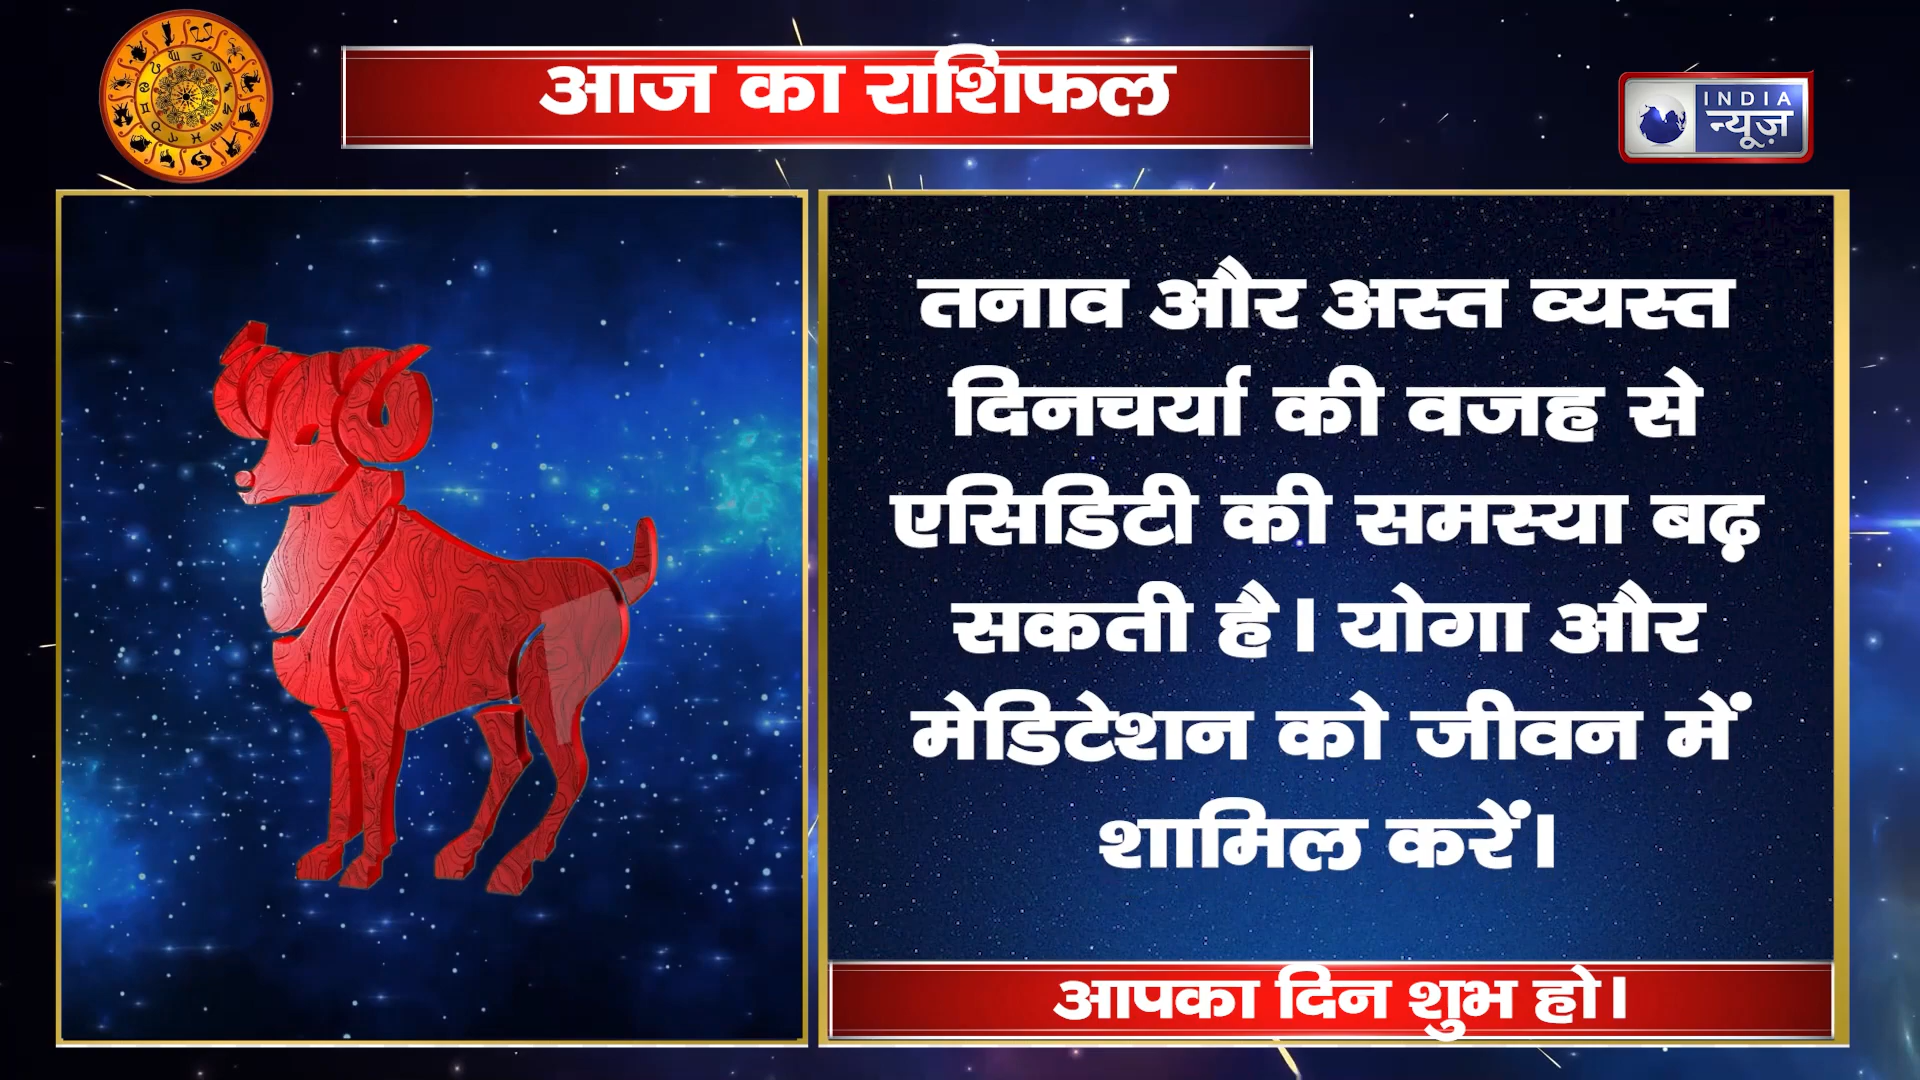 आज का राशिफल
INDIA
न्यूज़
तनाव और अस्त व्यस्त
दिनचर्या की वजह से
एसिडिटी की समस्या बढ़
सकती है। योगा और
मेडिटेशन को जीवन में
शामिल करें।
आपका दिन शुभ हो।